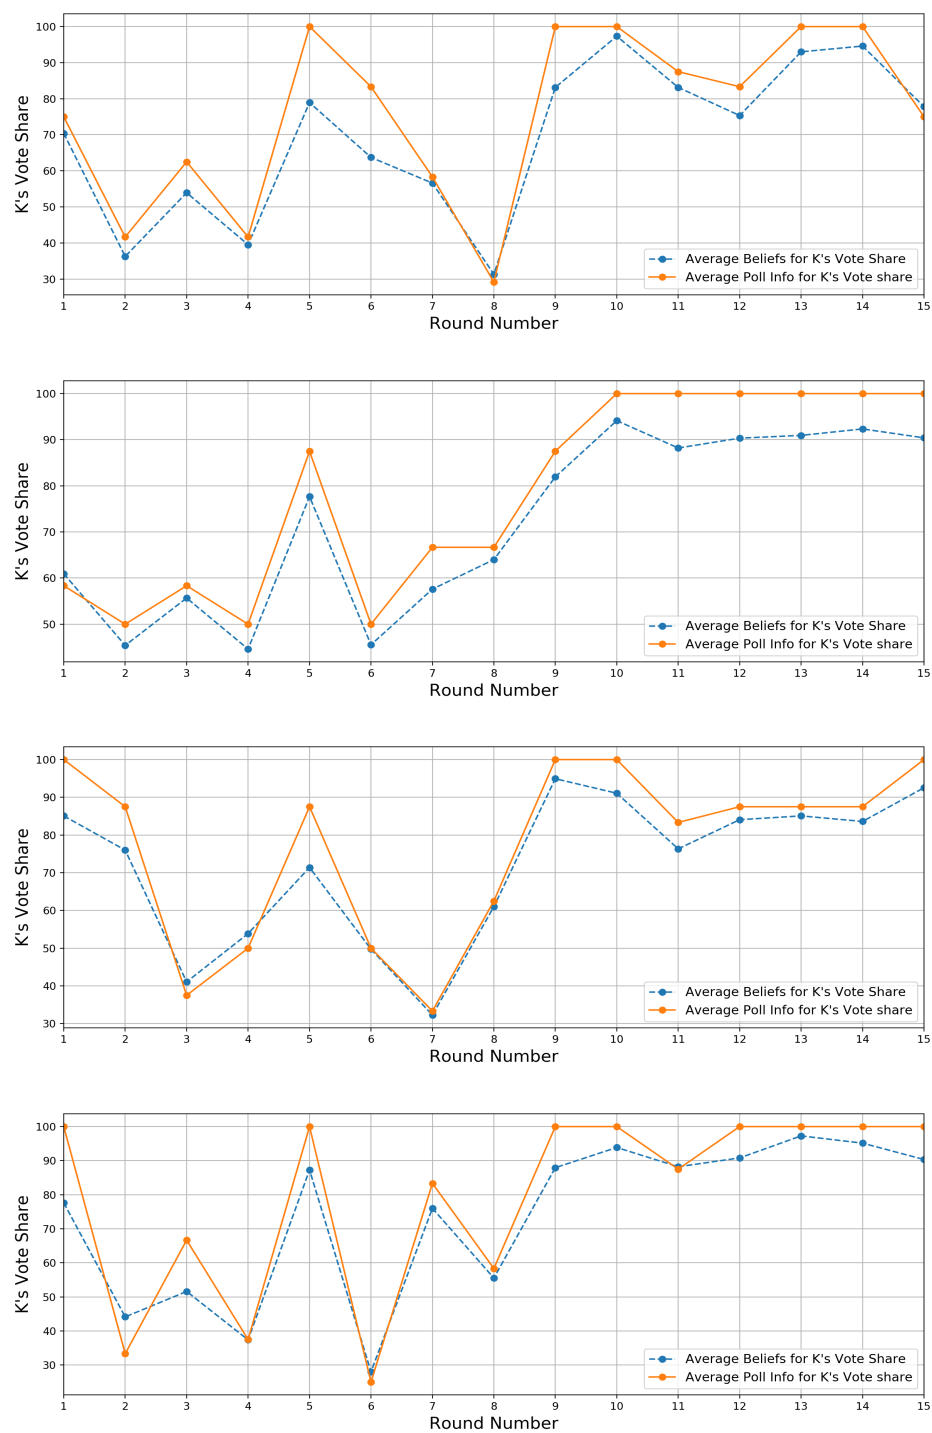 100
90
80
70
60
50
40
30
K's Vote Share
Average Beliefs for K's Vote Share
Average Poll Info for K's Vote share
1 2 3 4 5 6 7 8 9 10 11 12 13 14 15
Round Number
100
90
80
70
60
50
K's Vote Share
Average Beliefs for K's Vote Share
Average Poll Info for K's Vote share
1 2 3 4 5 6 7 8 9 10 11 12 13 14 15
Round Number
100
90
80
70
60
50
40
30
K's Vote Share
Average Beliefs for K's Vote Share
Average Poll Info for K's Vote share
1 2 3 4 5 6 7 8 9 10 11 12 13 14 15
Round Number
100
90
80
70
60
50
40
30
K's Vote Share
Average Beliefs for K's Vote Share
Average Poll Info for K's Vote share
1 2 3 4 5 6 7 8 9 10 11 12 13 14 15
Round Number